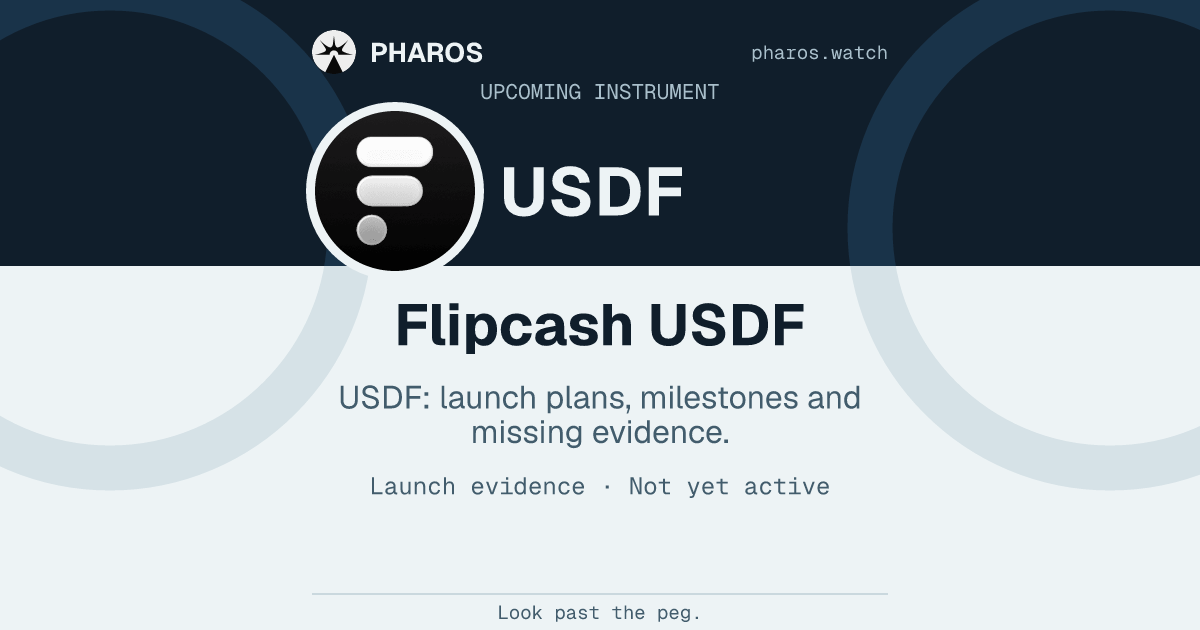 PHAROS
pharos.watch
UPCOMING INSTRUMENT
USDF
Flipcash USDF
USDF: launch plans, milestones and
missing evidence.
Launch evidence · Not yet active
Look past the peg.